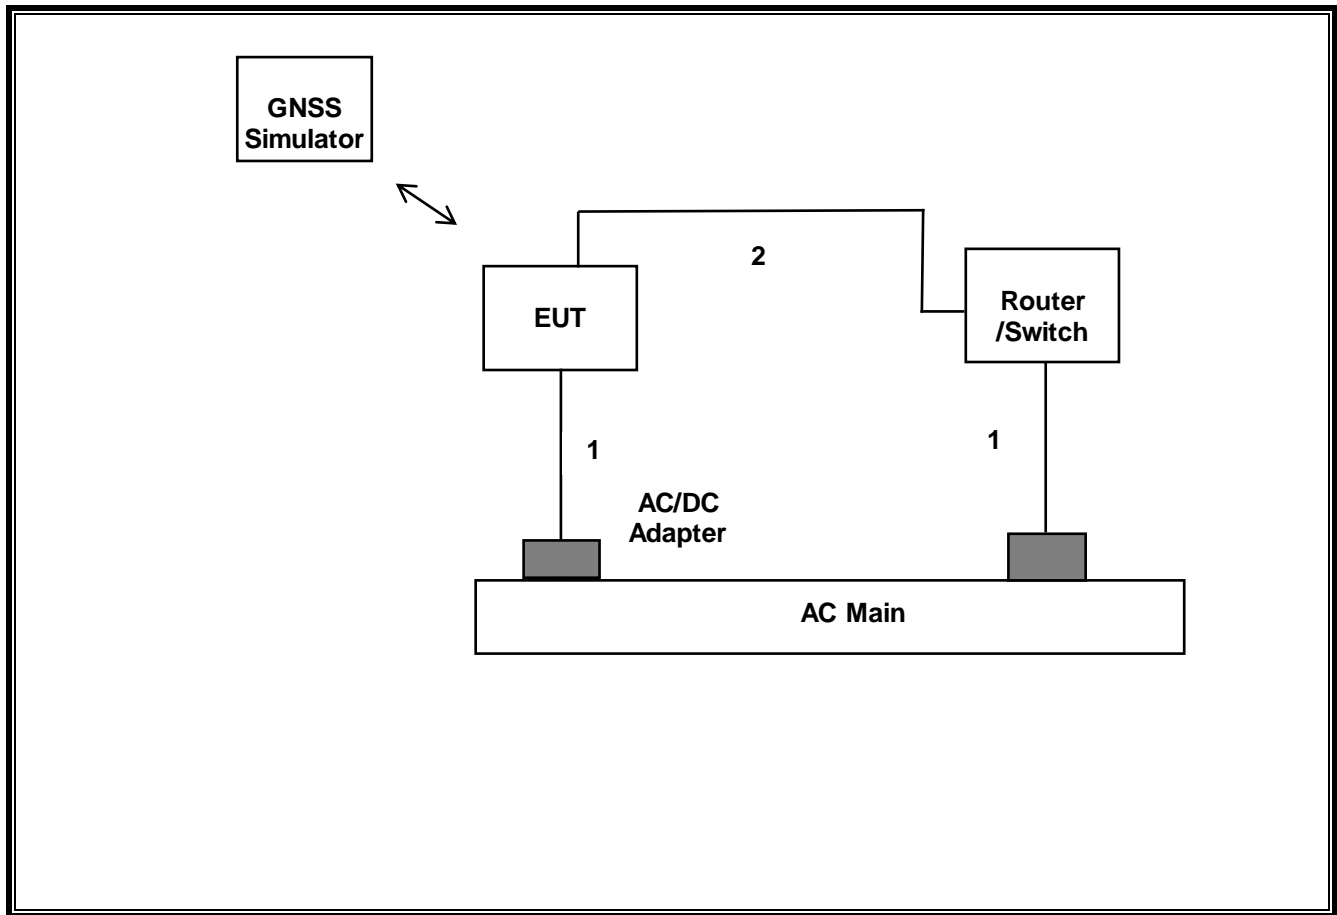 GNSS
Simulator
2
EUT
Router
/Switch
1
1
AC/DC
Adapter
AC Main